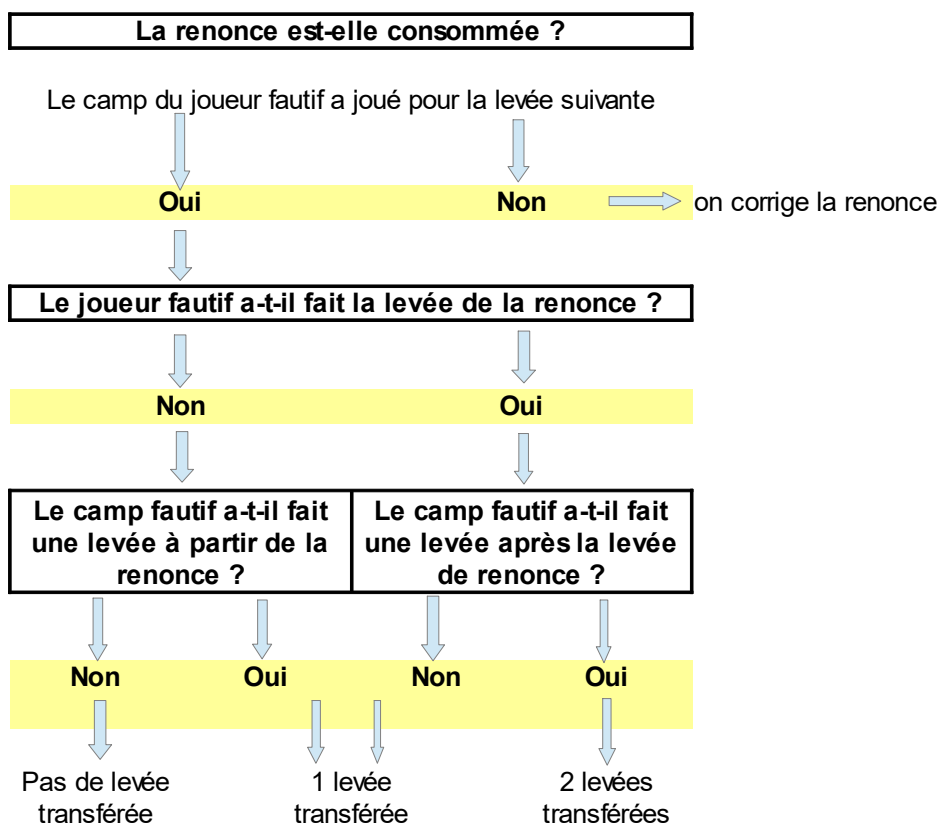 La renonce est-elle consommée ?
Le camp du joueur fautif a joué pour la levée suivante
Oui Non on corrige la renonce
Le joueur fautif a-t-il fait la levée de la renonce ?
Non Oui
Le camp fautif a-t-il fait
une levée à partir de la
renonce ?
Le camp fautif a-t-il fait
une levée après la levée
de renonce ?
Non Oui Non Oui
Pas de levée
transférée
1 levée
transférée
2 levées
transférées